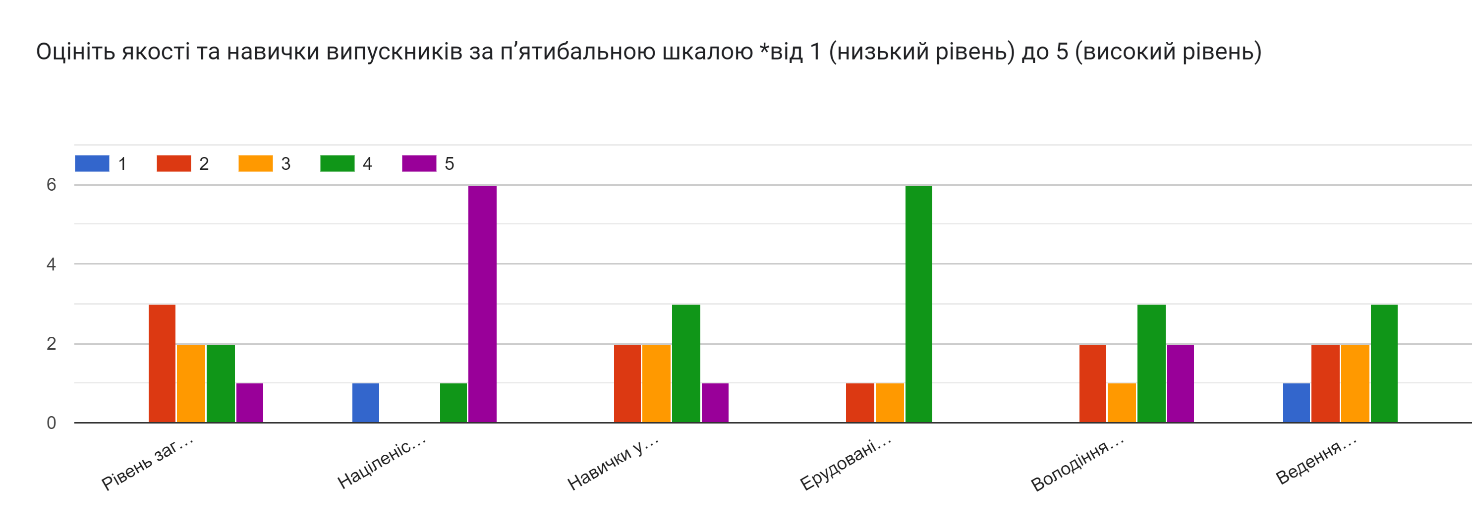 Оцініть якості та навички випускників за п’ятибальною шкалою *від 1 (низький рівень) до 5 (високий рівень)
1 2 3 4 5
6
4
2
0
Рівень заг…
Націленіс…
Навички у…
Ерудовані…
Володіння…
Ведення…